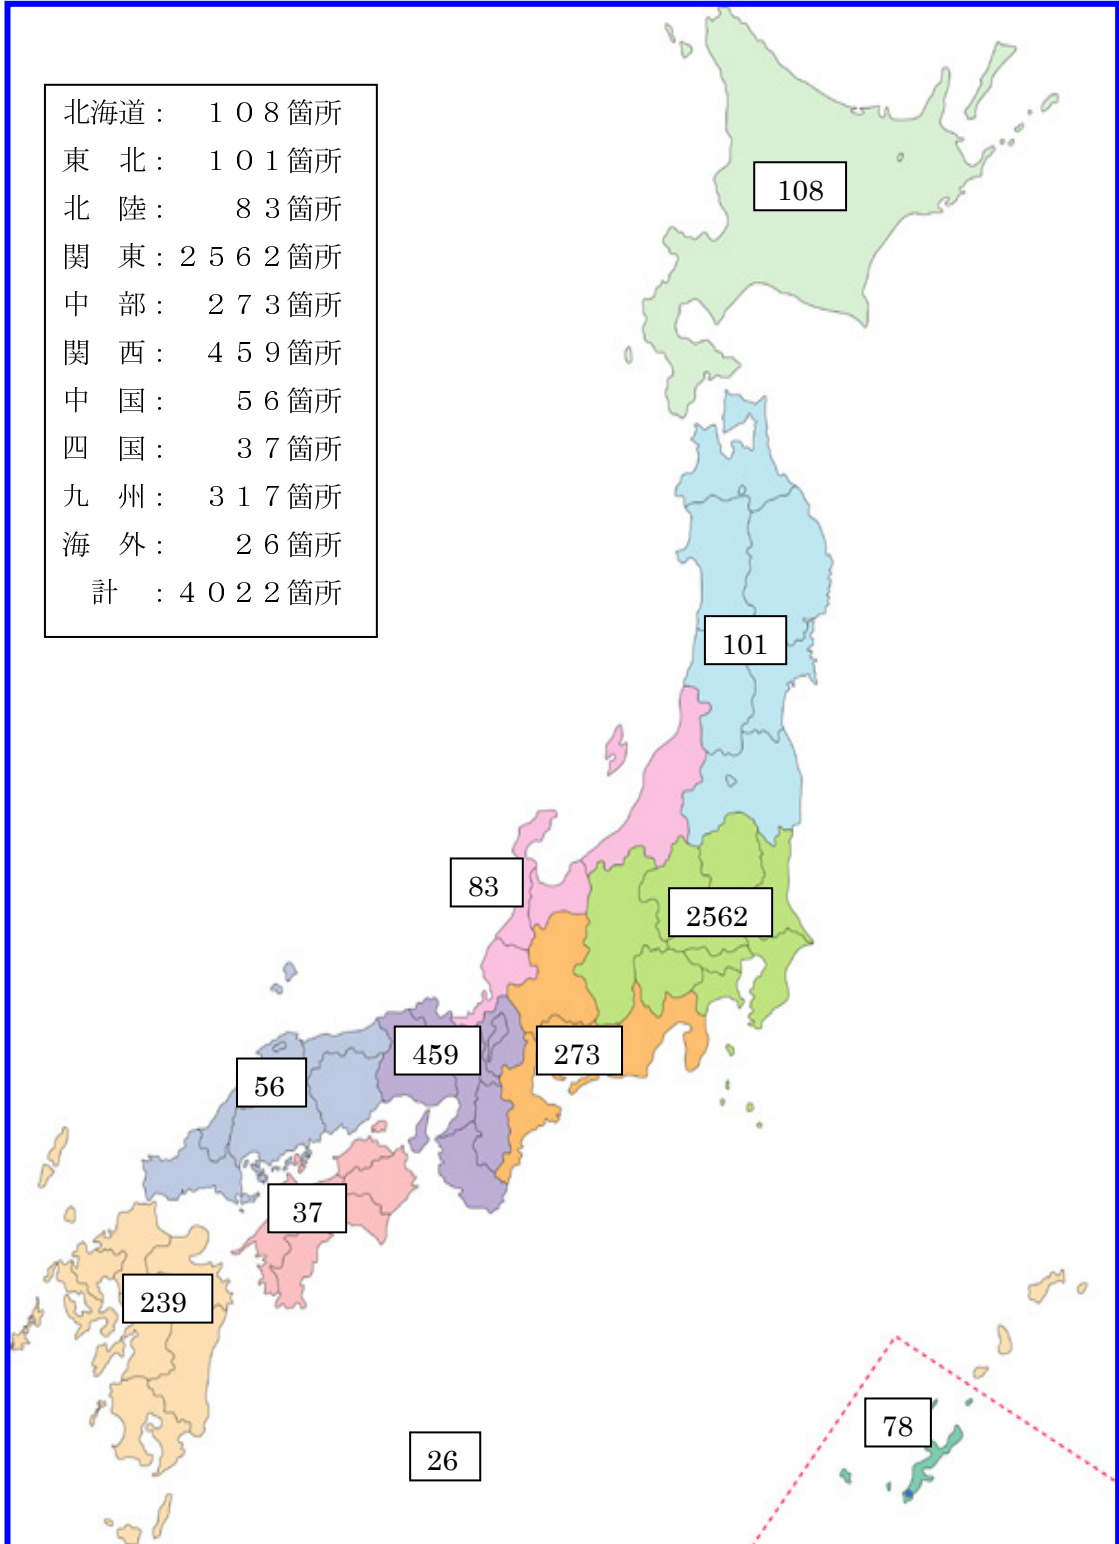 北海道：　１０８箇所
東　北：　１０１箇所
北　陸：　　８３箇所
関　東：２５６２箇所
中　部：　２７３箇所
関　西：　４５９箇所
中　国：　　５６箇所
四　国：　　３７箇所
九　州：　３１７箇所
海　外：　　２６箇所
　計　：４０２２箇所
108
101
83
2562
459
273
56
37
239
78
26